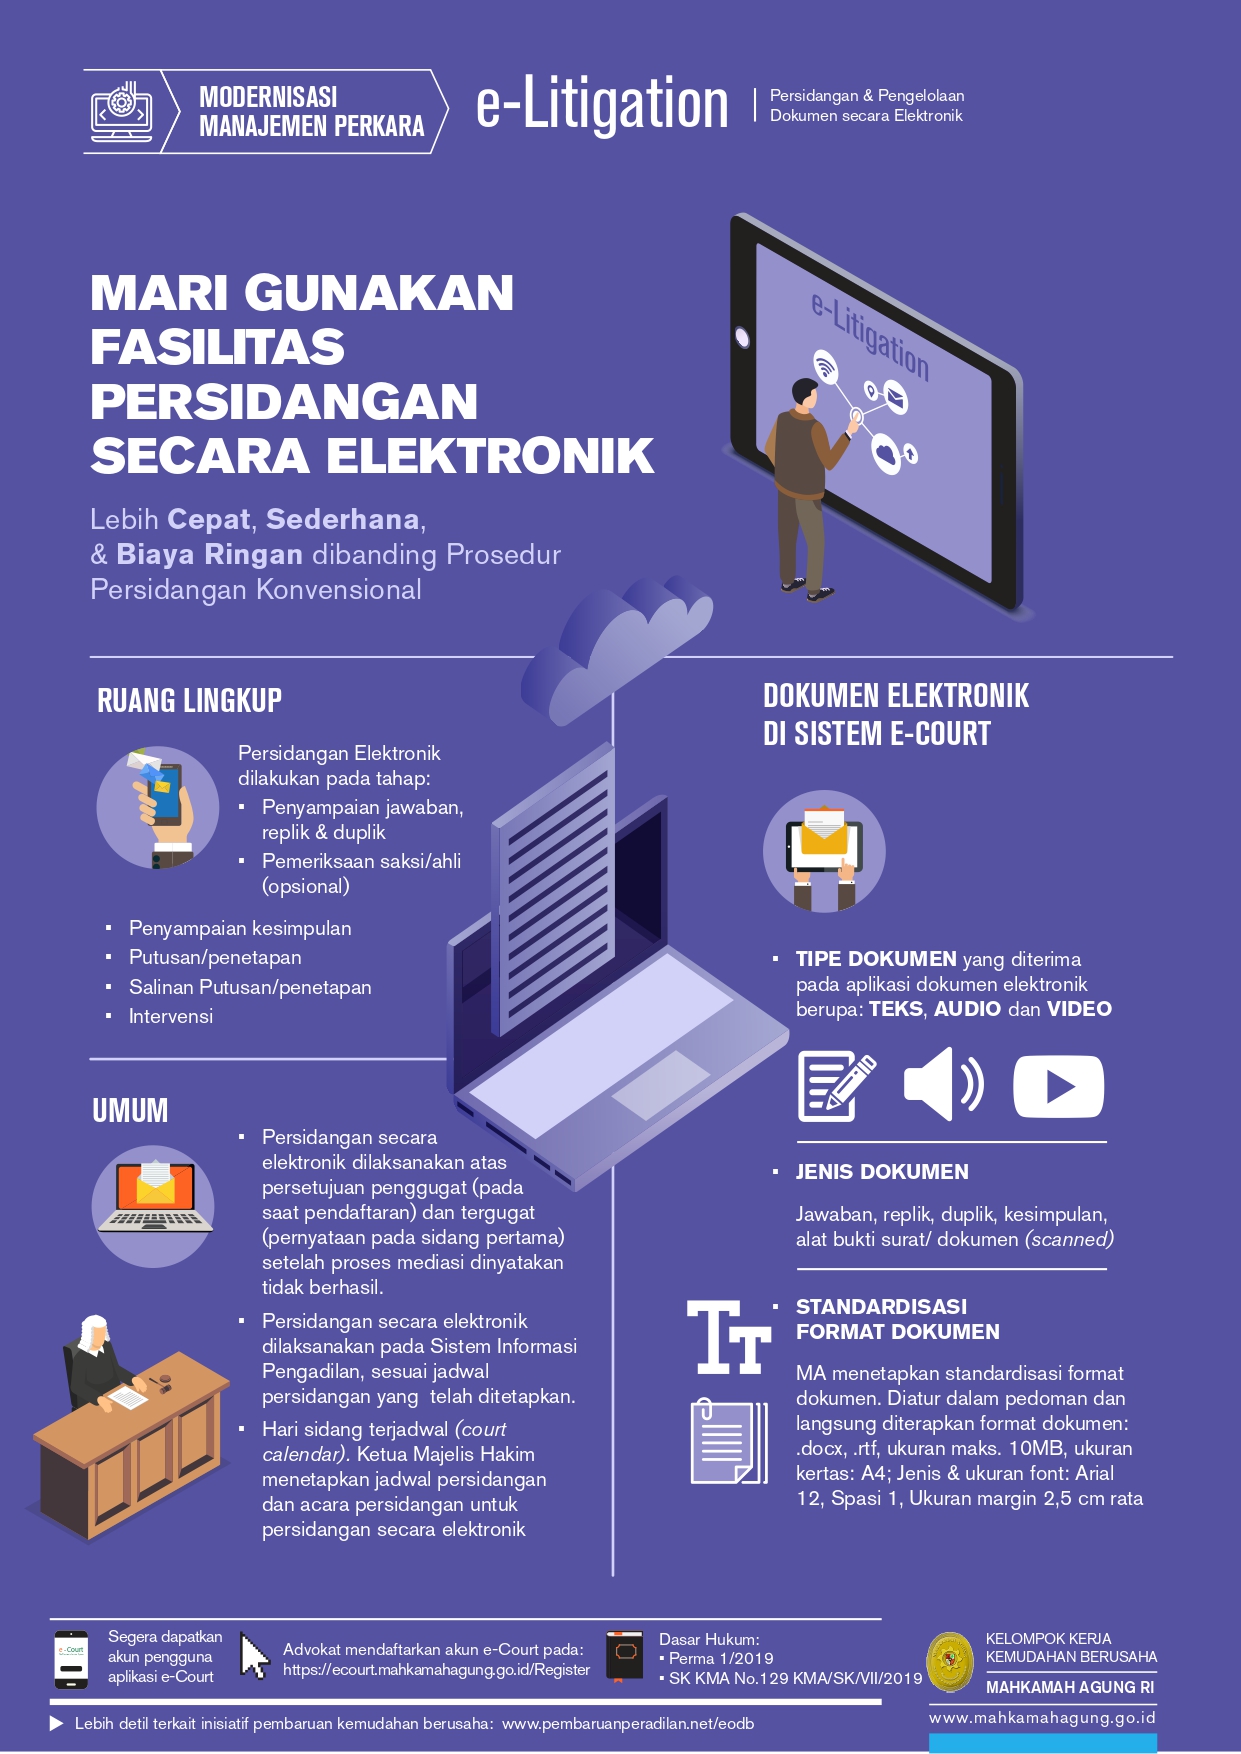 MODERNISASI
MANAJEMEN PERKARA
e-Litigation
Persidangan & Pengelolaan
Dokumen secara Elektronik
MARI GUNAKAN
FASILITAS
PERSIDANGAN
SECARA ELEKTRONIK
Lebih Cepat, Sederhana,
& Biaya Ringan dibanding Prosedur
Persidangan Konvensional
e-Litigation
RUANG LINGKUP
Persidangan Elektronik
dilakukan pada tahap:
▪ Penyampaian jawaban,
replik & duplik
▪ Pemeriksaan saksi/ahli
(opsional)
▪ Penyampaian kesimpulan
▪ Putusan/penetapan
▪ Salinan Putusan/penetapan
▪ Intervensi
UMUM
▪ Persidangan secara
elektronik dilaksanakan atas
persetujuan penggugat (pada
saat pendaftaran) dan tergugat
(pernyataan pada sidang pertama)
setelah proses mediasi dinyatakan
tidak berhasil.
▪ Persidangan secara elektronik
dilaksanakan pada Sistem Informasi
Pengadilan, sesuai jadwal
persidangan yang  telah ditetapkan.
▪ Hari sidang terjadwal (court
calendar). Ketua Majelis Hakim
menetapkan jadwal persidangan
dan acara persidangan untuk
persidangan secara elektronik
DOKUMEN ELEKTRONIK
DI SISTEM E-COURT
▪ TIPE DOKUMEN yang diterima
pada aplikasi dokumen elektronik
berupa: TEKS, AUDIO dan VIDEO
▪ JENIS DOKUMEN
Jawaban, replik, duplik, kesimpulan,
alat bukti surat/ dokumen (scanned)
TT
▪ STANDARDISASI
FORMAT DOKUMEN
MA menetapkan standardisasi format
dokumen. Diatur dalam pedoman dan
langsung diterapkan format dokumen:
.docx, .rtf, ukuran maks. 10MB, ukuran
kertas: A4; Jenis & ukuran font: Arial
12, Spasi 1, Ukuran margin 2,5 cm rata
e-Court
Segera dapatkan
akun pengguna
aplikasi e-Court
Advokat mendaftarkan akun e-Court pada:
https://ecourt.mahkamahagung.go.id/Register
Dasar Hukum:
▪ Perma 1/2019
▪ SK KMA No.129 KMA/SK/VII/2019
KELOMPOK KERJA
KEMUDAHAN BERUSAHA
MAHKAMAH AGUNG RI
www.mahkamahagung.go.id
Lebih detil terkait inisiatif pembaruan kemudahan berusaha:  www.pembaruanperadilan.net/eodb